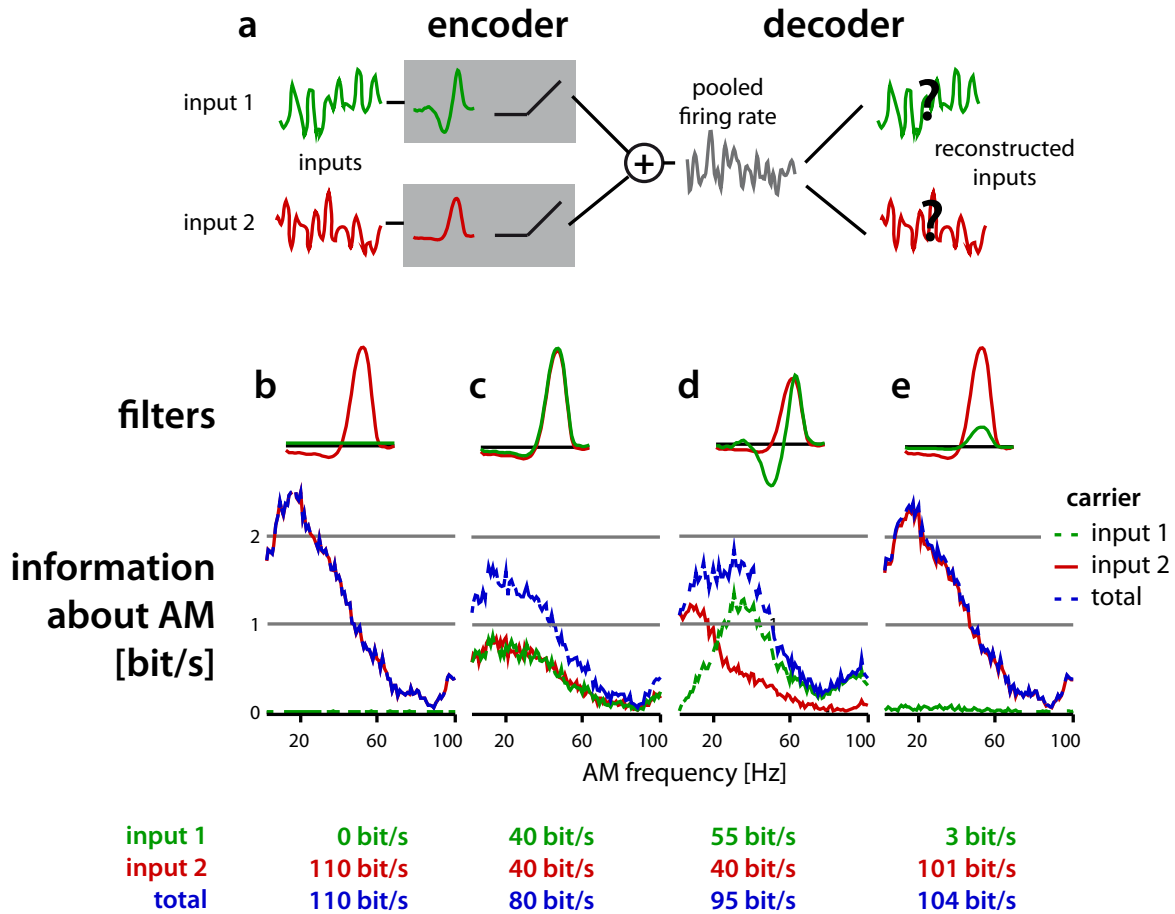 a
encoder
decoder
input 1
inputs
input 2
+
pooled
firing rate
?
reconstructed
inputs
?
filters
b
c
d
e
information
about AM
[bit/s]
2
1
0
20 60 100
20 60 100
20 60 100
20 60 100
AM frequency [Hz]
carrier
input 1
input 2
total
input 1 0 bit/s 40 bit/s 55 bit/s 3 bit/s
input 2 110 bit/s 40 bit/s 40 bit/s 101 bit/s
total 110 bit/s 80 bit/s 95 bit/s 104 bit/s